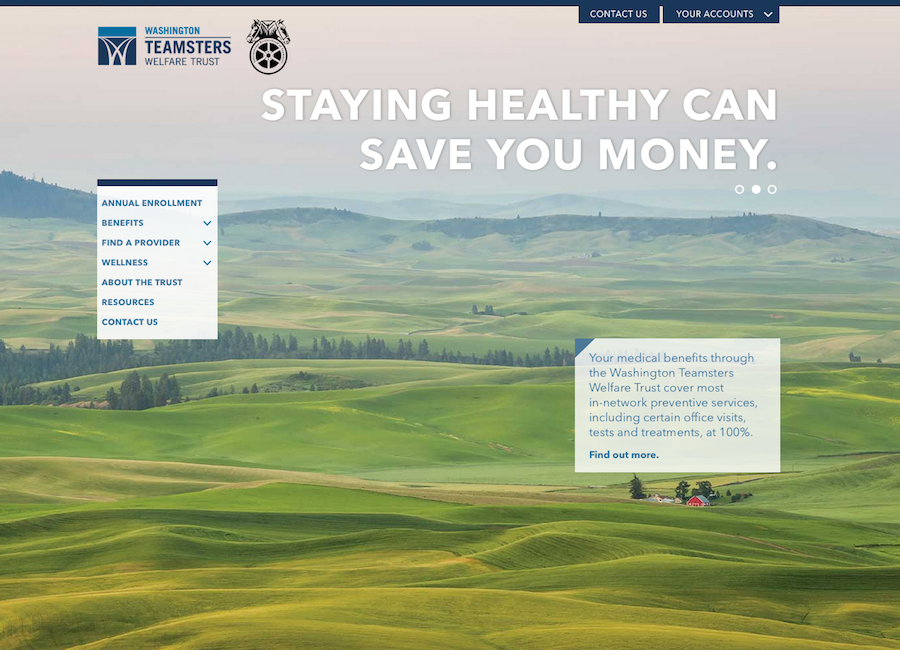 CONTACT US
YOUR ACCOUNTS
WASHINGTON
TEAMSTERS
WELFARE TRUST
STAYING HEALTHY CAN
SAVE YOU MONEY.
ANNUAL ENROLLMENT
BENEFITS
FIND A PROVIDER
WELLNESS
ABOUT THE TRUST
RESOURCES
CONTACT US
Your medical benefits through
the Washington Teamsters
Welfare Trust cover most
in-network preventive services,
including certain office visits,
tests and treatments, at 100%.
Find out more.